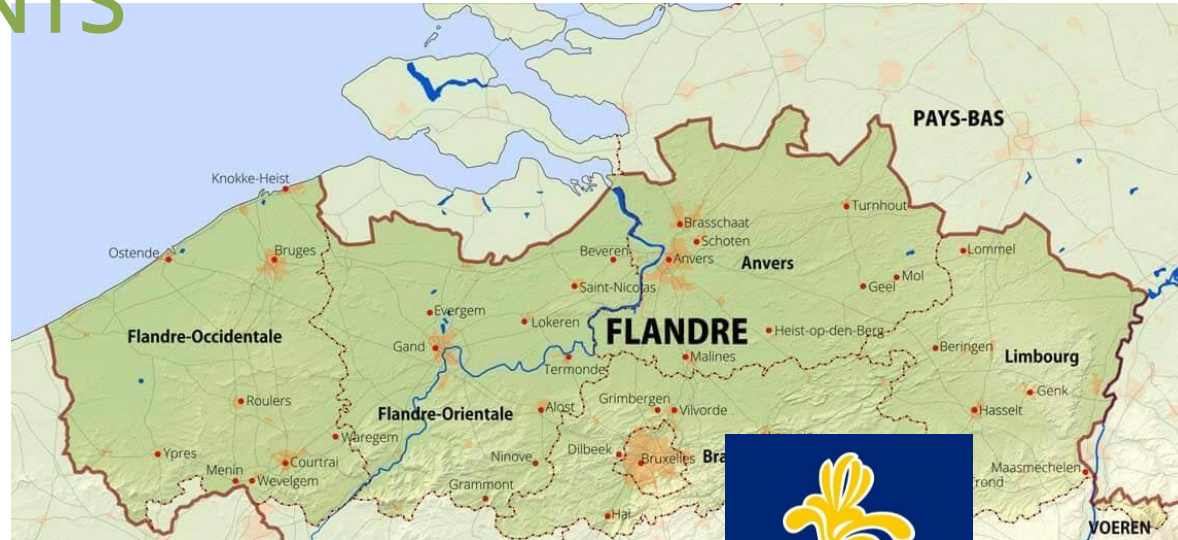 NTS
PAYS-BAS
Knokke-Heist
Turnhout
Brasschaat
Schoten
Ostende
Bruges
Beveren
Anvers
Anvers
Lommel
Mol
Geel
Saint-Nicolas
Evergem
Lokeren
FLANDRE
Heist-op-den-Berg
Flandre-Occidentale
Gand
Termonde
Malines
Beringen
Limbourg
Genk
Roulers
Flandre-Orientale
Alost
Grimbergen
Vilvorde
Hasselt
Waregem
Ypres
Courtrai
Ninove
Dilbeek
Bruxelles
Bra
Menin
Wevelgem
Grammont
Maasmechelen
rond
Hal
VOEREN